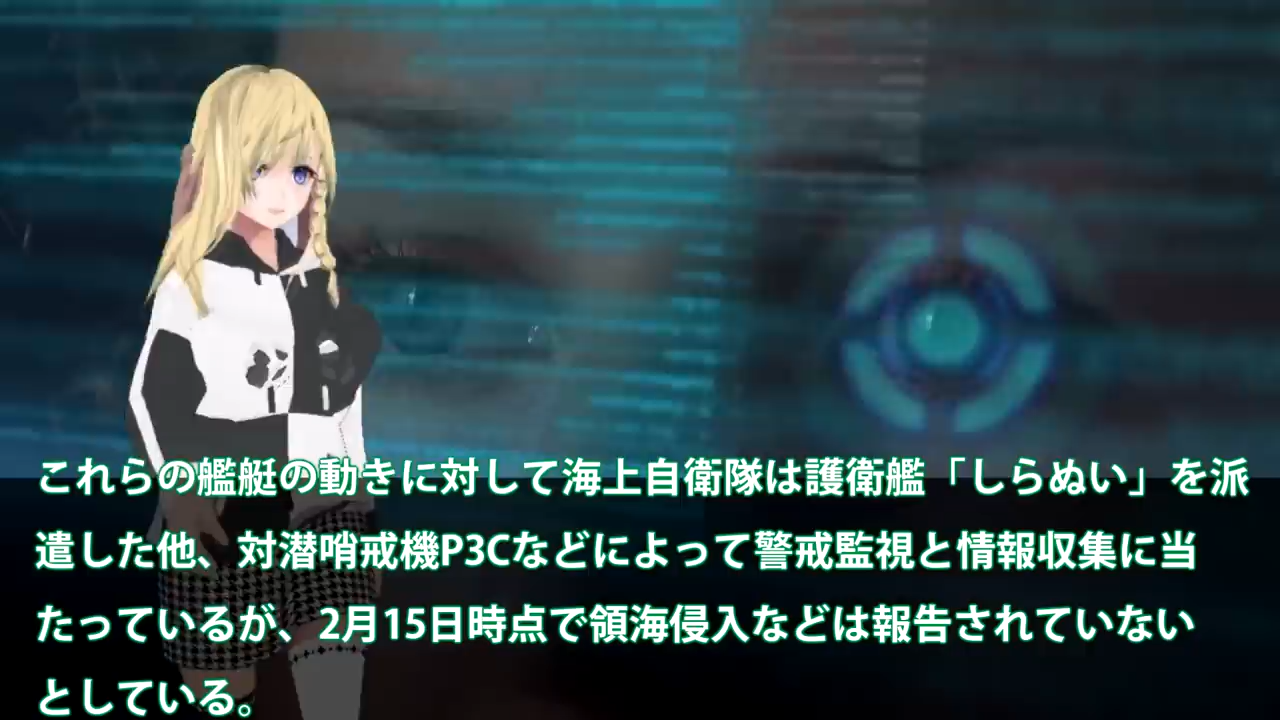 これらの艦艇の動きに対して海上自衛隊は護衛艦「しらぬい」を派
遣した他、対潜哨戒機P3Cなどによって警戒監視と情報収集に当
たっているが、2月15日時点で領海侵入などは報告されていない
としている。